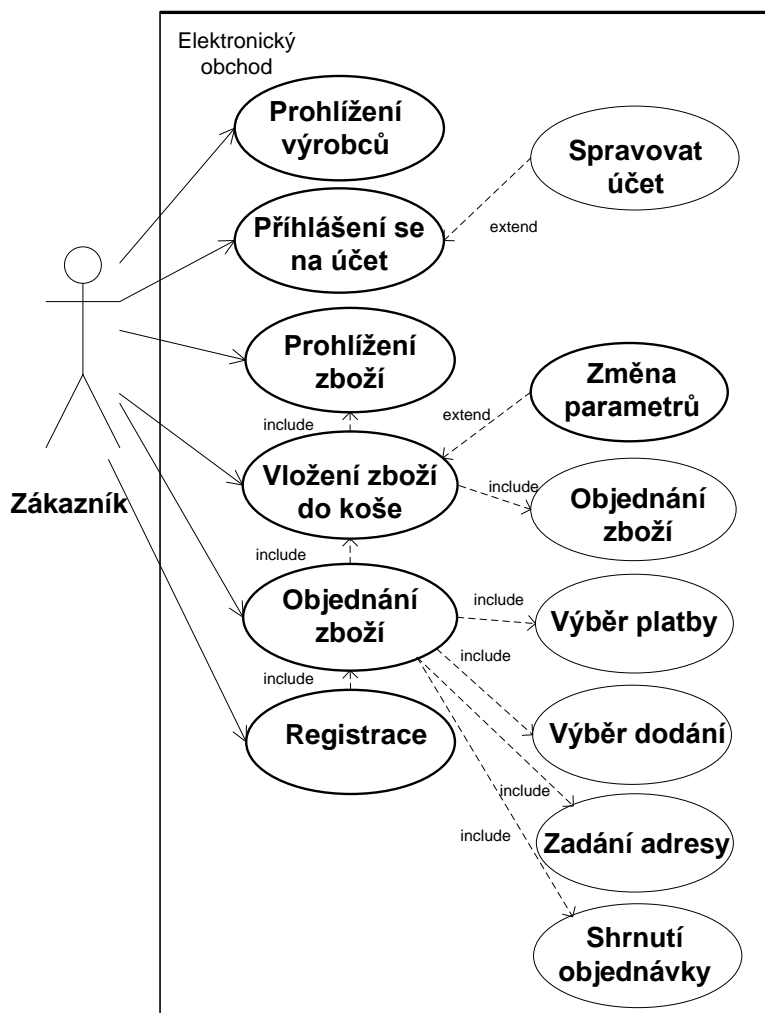 Elektronický
obchod
Prohlížení
výrobců
Spravovat
účet
Příhlášení se
na účet
extend
Prohlížení
zboží
Změna
parametrů
include
extend
Vložení zboží
do koše
include
Objednání
zboží
Zákazník
include
Objednání
zboží
include
Výběr platby
include
include
Registrace
Výběr dodání
include
include
Zadání adresy
Shrnutí
objednávky